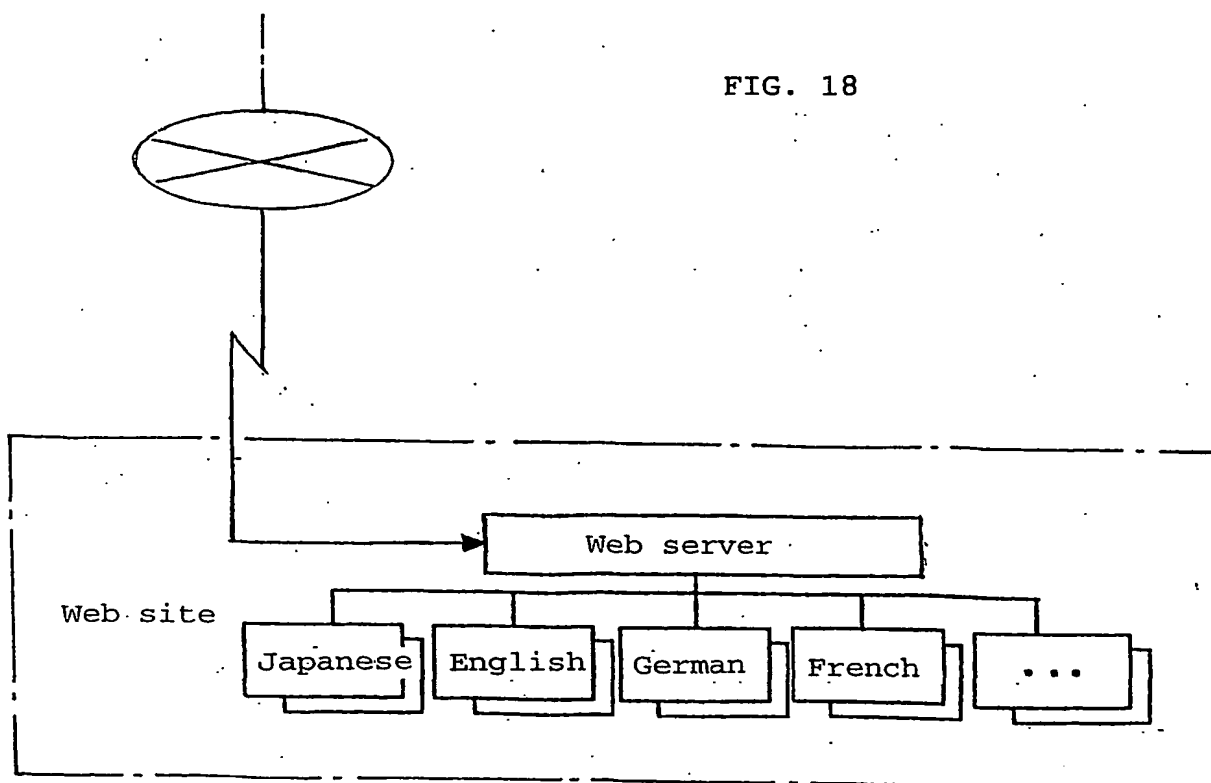 FIG. 18
Web server
Web site
Japanese
English
German
French
...